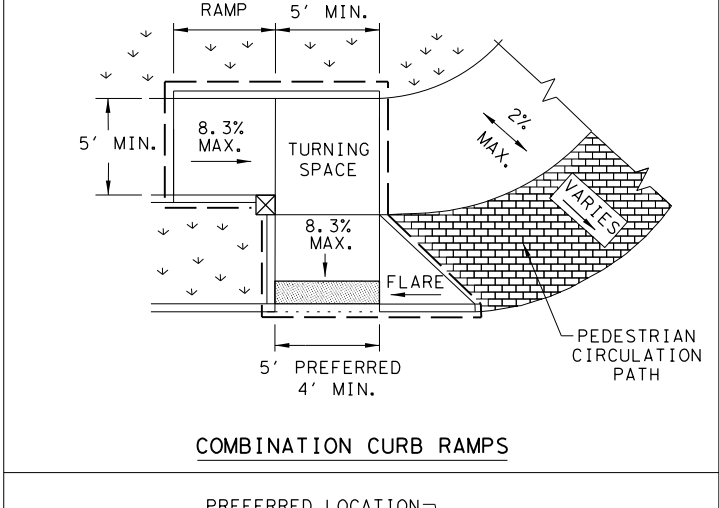 RAMP
5' MIN.
5' MIN.
8.3%
MAX.
TURNING
SPACE
2%
MAX.
VARIES
8.3%
MAX.
FLARE
5' PREFERRED
4' MIN.
PEDESTRIAN
CIRCULATION
PATH
COMBINATION CURB RAMPS
PREFERRED LOCATION